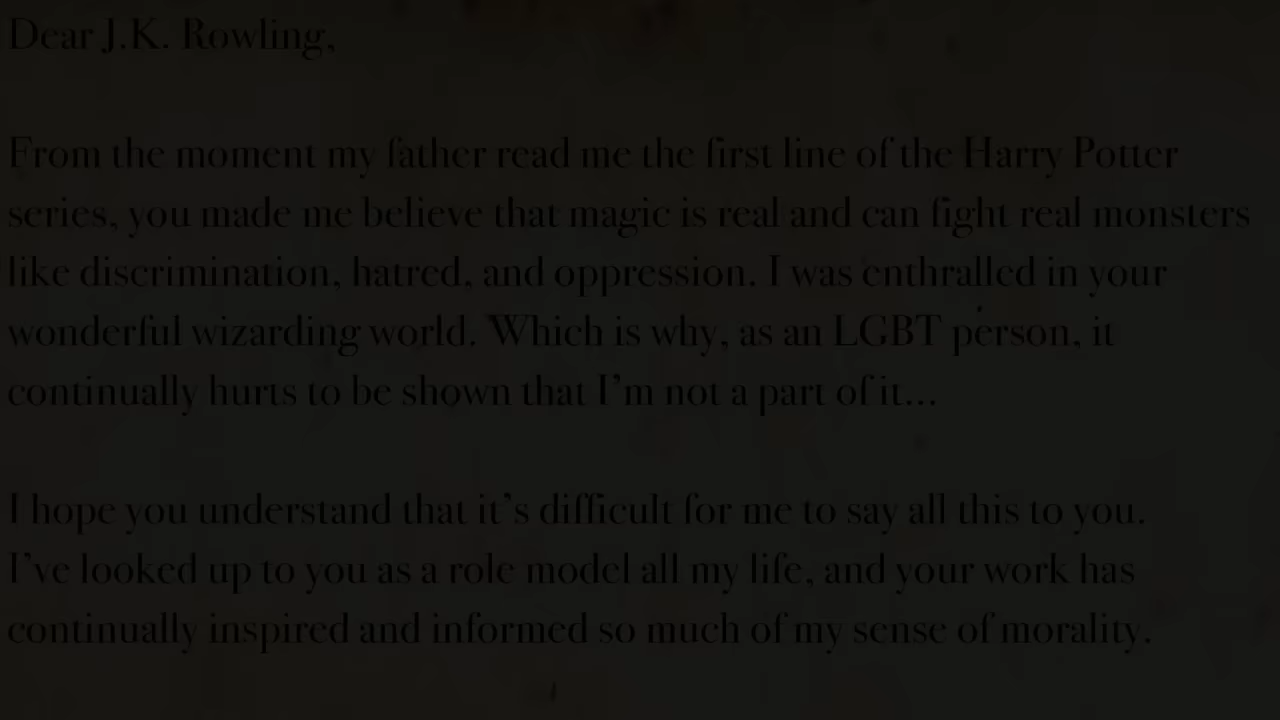 Dear J.K. Rowling,
From the moment my father read me the first line of the Harry Potter
series, you made me believe that magic is real and can fight real monsters
like discrimination, hatred, and oppression. I was enthralled in your
wonderful wizarding world. Which is why, as an LGBT person, it
continually hurts to be shown that I’m not a part of it...
I hope you understand that it’s difficult for me to say all this to you.
I’ve looked up to you as a role model all my life, and your work has
continually inspired and informed so much of my sense of morality.